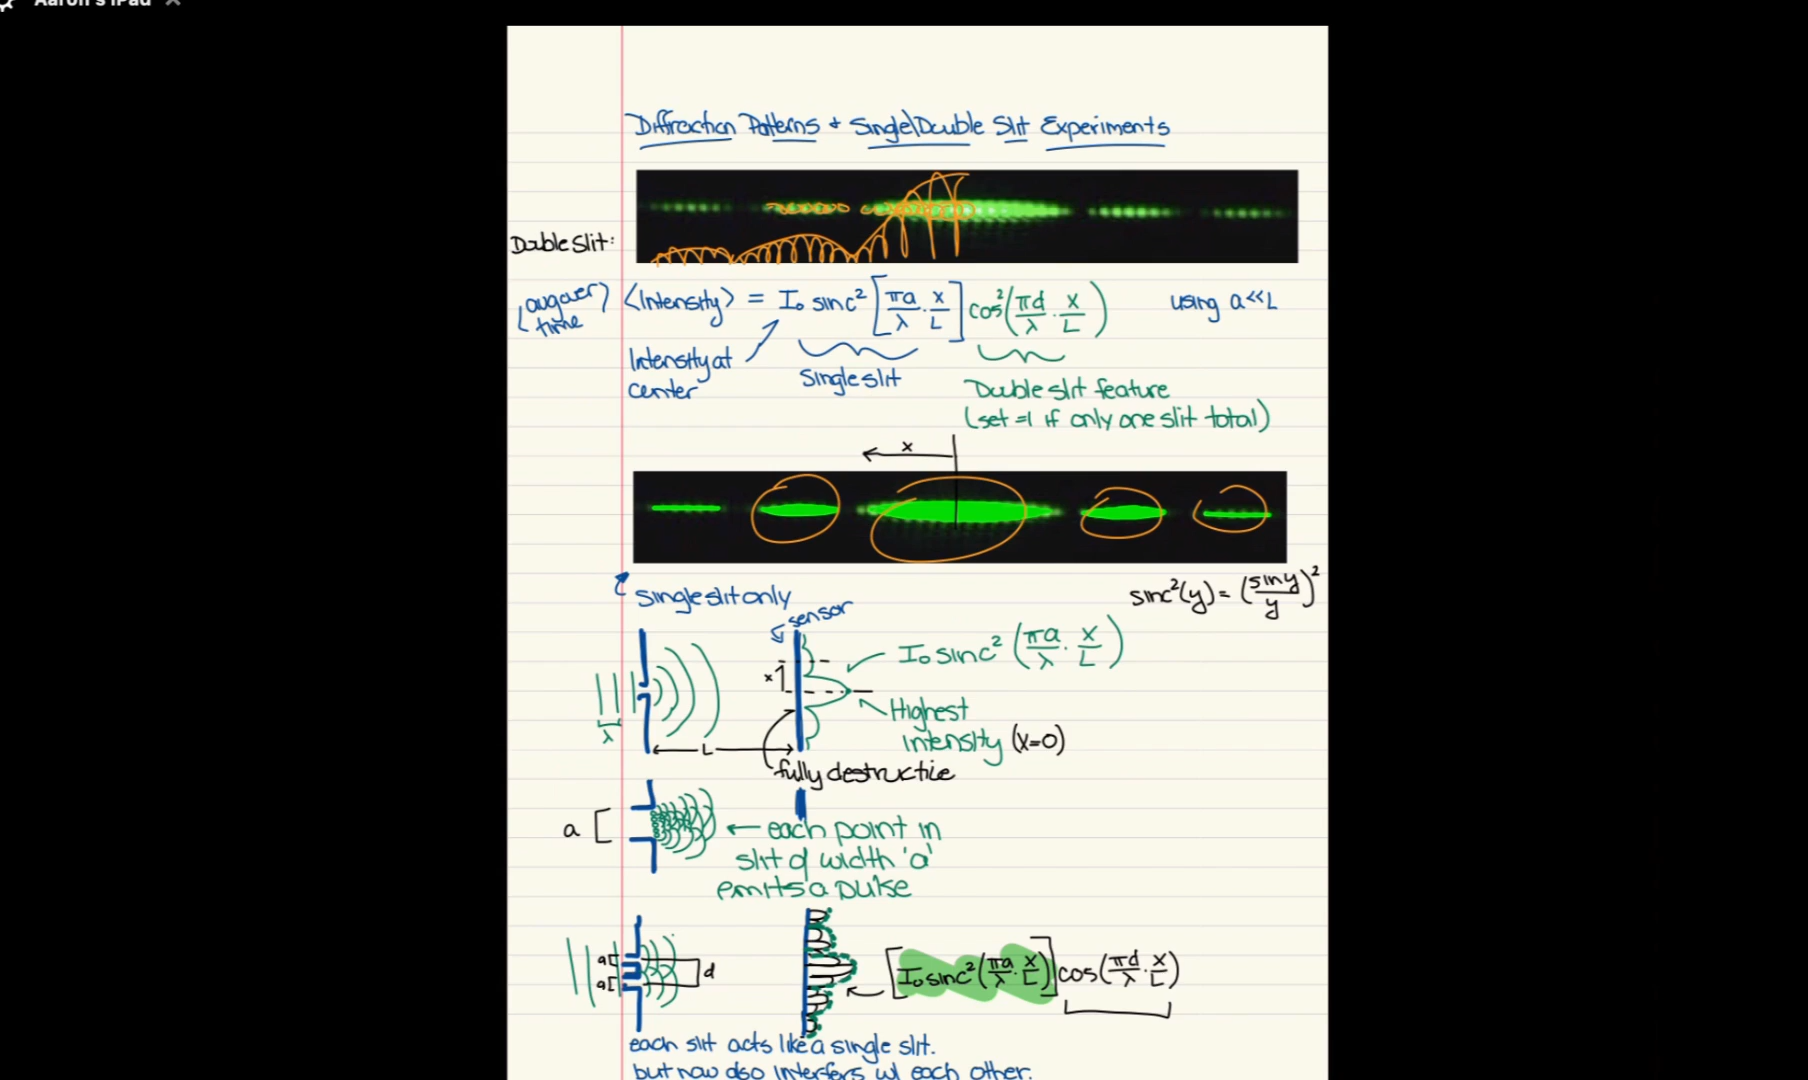 Aaron's iPad
Diffraction Patterns + Single/Double Slit Experiments
Double slit:
(avg over time) <Intensity> = I₀ sinc² [πa/λ · x/L] cos² (πd/λ · x/L) using a<<L
Intensity at center
Single slit
Double slit feature
(set =1 if only one slit total)
x
Single slit only
sinc²(y) = (sin y / y)²
sensor
I₀ sinc² (πa/λ · x/L)
x
λ
Highest
intensity (x=0)
L
fully destructive
a
← each point in
slit of width 'a'
emits a pulse
a
a
d
[I₀ sinc² (πa/λ · x/L)] cos (πd/λ · x/L)
each slit acts like a single slit.
but now also interfers w/ each other.